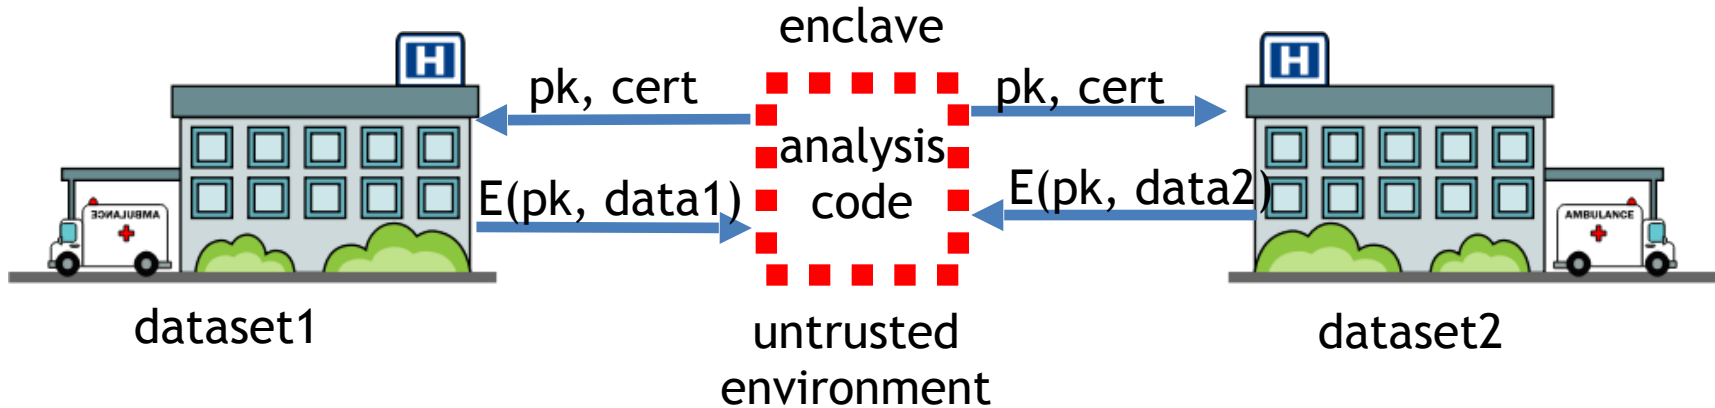 enclave
H
H
pk, cert
pk, cert
analysis
code
E(pk, data1)
E(pk, data2)
AMBULANCE
AMBULANCE
dataset1
untrusted
environment
dataset2